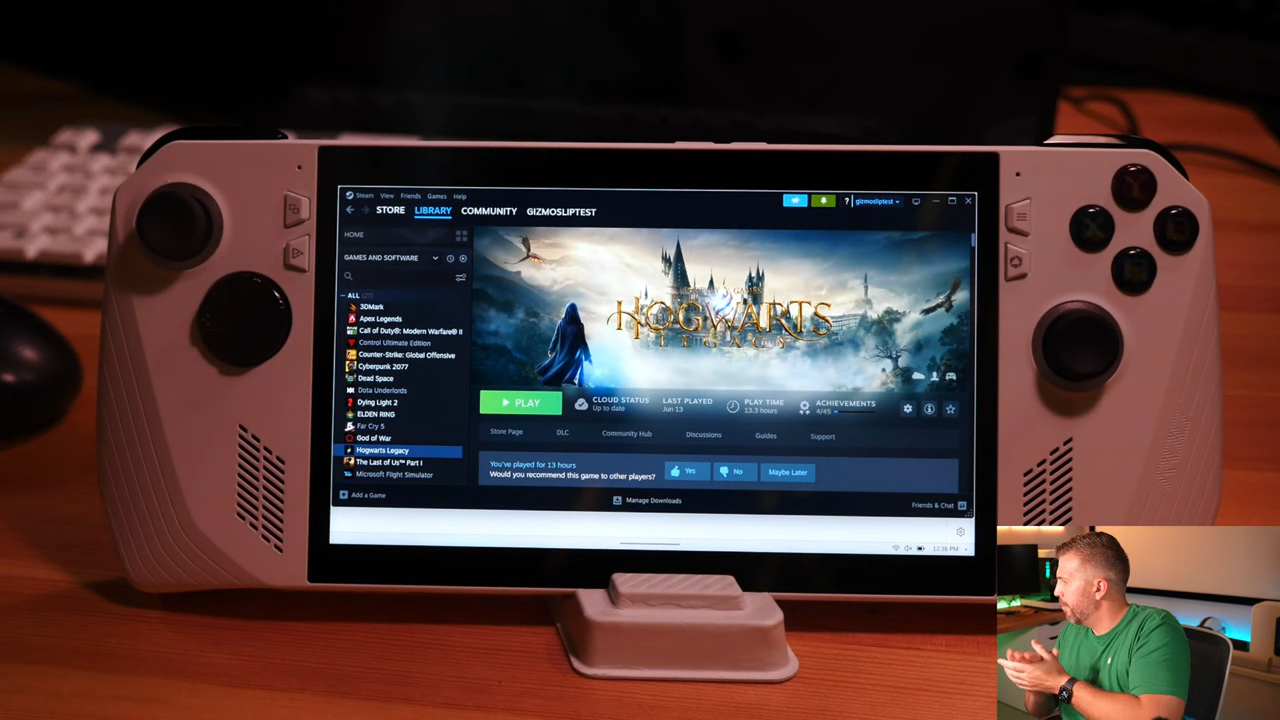 Steam View Friends Games Help
gizmosliptest
STORE LIBRARY COMMUNITY GIZMOSLIPTEST
HOME
GAMES AND SOFTWARE
ALL
3DMark
Apex Legends
Call of Duty®: Modern Warfare® II
Control Ultimate Edition
Counter-Strike: Global Offensive
Cyberpunk 2077
Dead Space
Dota Underlords
Dying Light 2
ELDEN RING
Far Cry 5
God of War
Hogwarts Legacy
The Last of Us™ Part I
Microsoft Flight Simulator
Add a Game
HOGWARTS
LEGACY
PLAY
CLOUD STATUS
Up to date
LAST PLAYED
Jun 13
PLAY TIME
13.3 hours
ACHIEVEMENTS
4/45
Store Page DLC Community Hub Discussions Guides Support
You've played for 13 hours
Would you recommend this game to other players?
Yes No Maybe Later
Manage Downloads
Friends & Chat
12:38 PM
Y
X